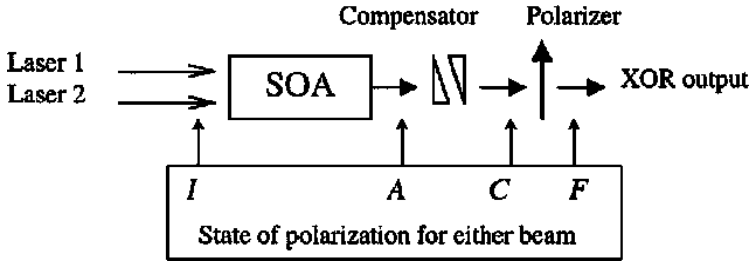 Compensator Polarizer
Laser 1
Laser 2
SOA
XOR output
I A C F
State of polarization for either beam